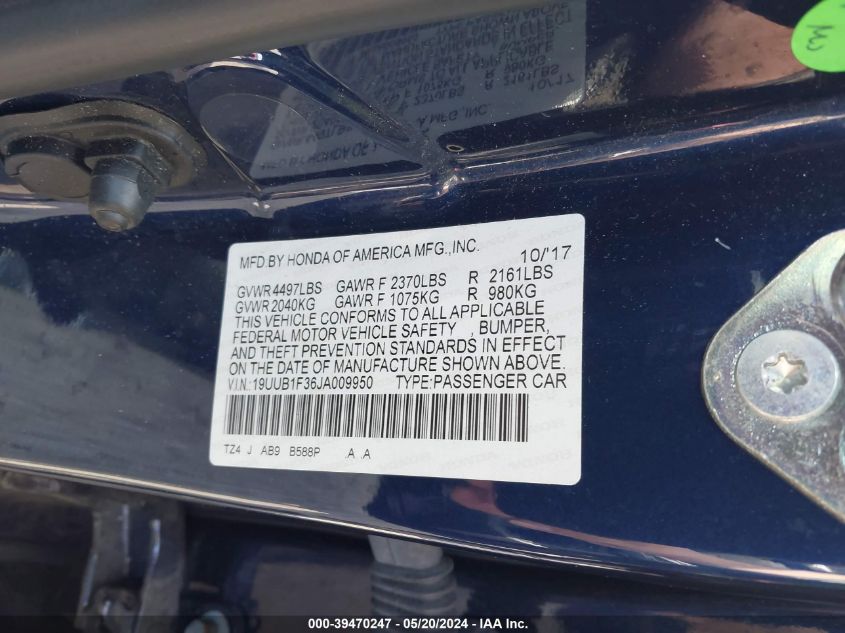 MFD.BY HONDA OF AMERICA MFG.,INC. 10/'17
GVWR 4497LBS GAWR F 2370LBS R 2161LBS
GVWR 2040KG GAWR F 1075KG R 980KG
THIS VEHICLE CONFORMS TO ALL APPLICABLE
FEDERAL MOTOR VEHICLE SAFETY , BUMPER,
AND THEFT PREVENTION STANDARDS IN EFFECT
ON THE DATE OF MANUFACTURE SHOWN ABOVE.
V.I.N.:19UUB1F36JA009950 TYPE:PASSENGER CAR
TZ4 J AB9 B588P .A .A
000-39470247 - 05/20/2024 - IAA Inc.